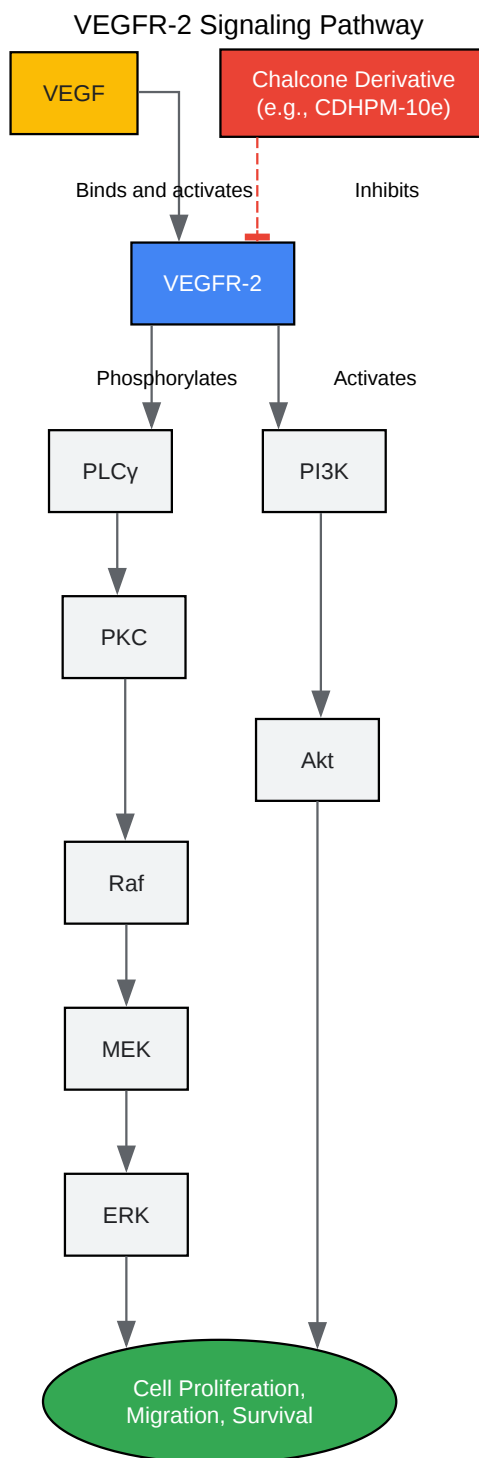 VEGFR-2 Signaling Pathway
VEGF
Chalcone Derivative
(e.g., CDHPM-10e)
Binds and activates
Inhibits
VEGFR-2
Phosphorylates
Activates
PLCγ
PI3K
PKC
Akt
Raf
MEK
ERK
Cell Proliferation,
Migration, Survival